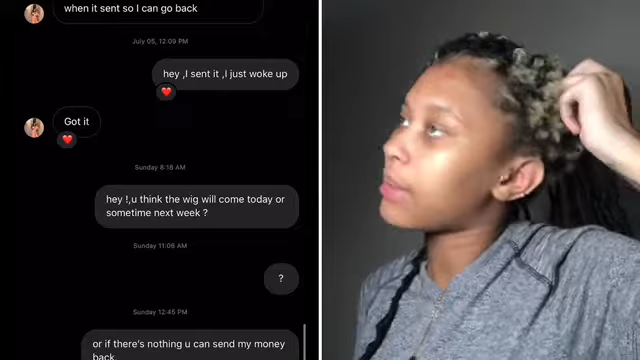 when it sent so I can go back
July 05, 12:09 PM
hey ,I sent it ,I just woke up
Got it
Sunday 8:18 AM
hey !,u think the wig will come today or
sometime next week ?
Sunday 11:06 AM
?
Sunday 12:45 PM
or if there's nothing u can send my money
back.